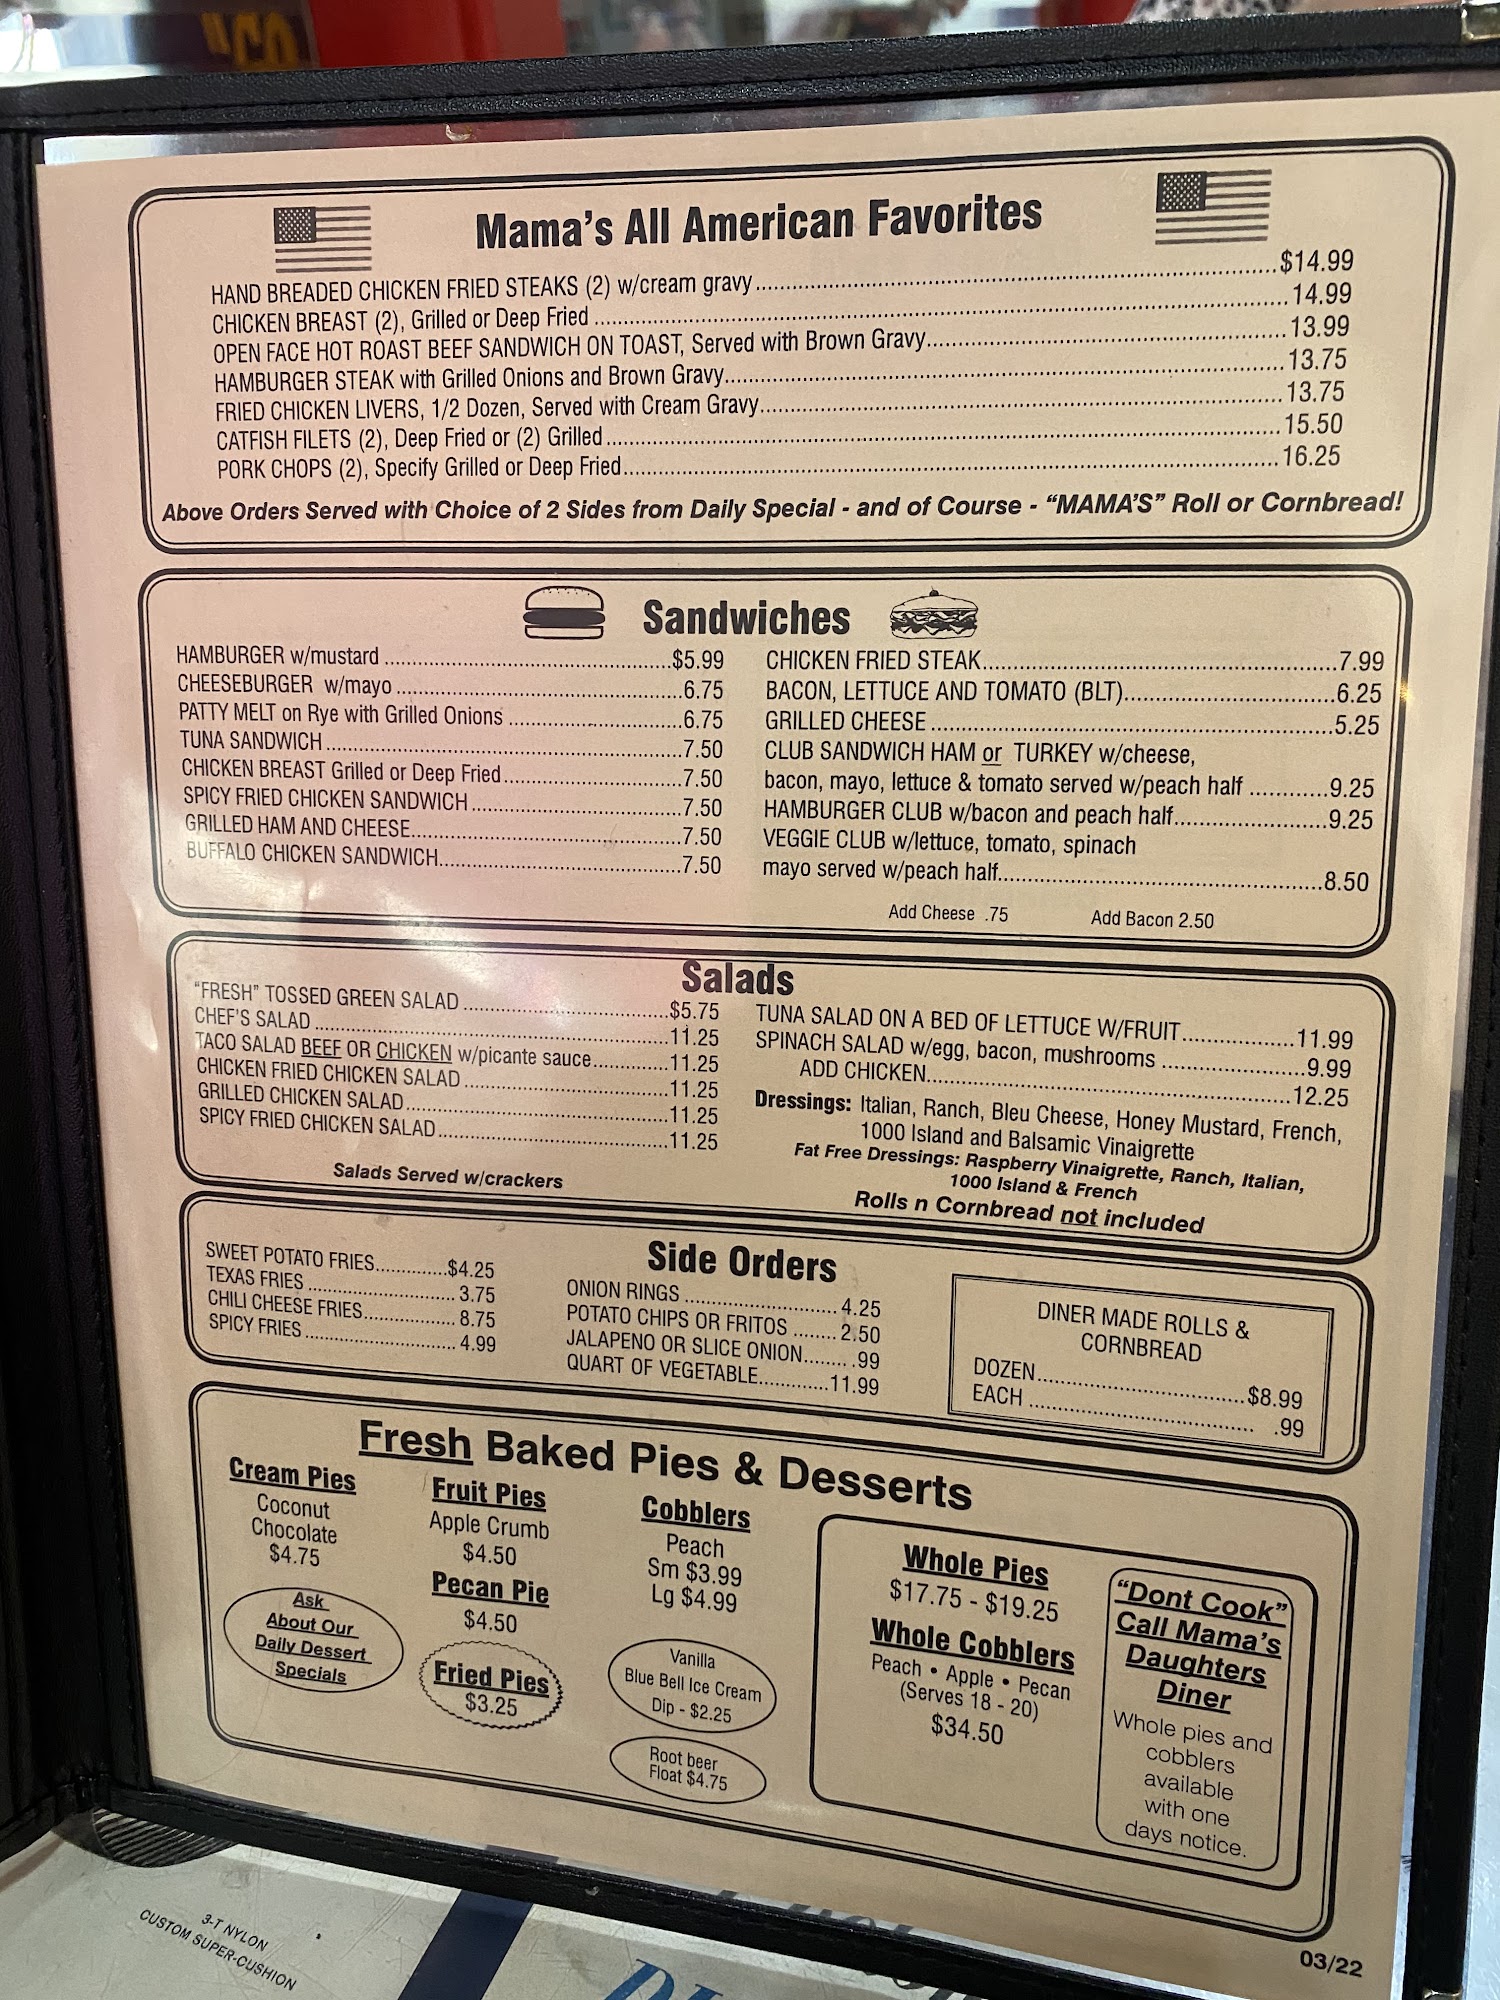 "CO
Mama's All American Favorites
HAND BREADED CHICKEN FRIED STEAKS (2) w/cream gravy $14.99
CHICKEN BREAST (2), Grilled or Deep Fried 14.99
OPEN FACE HOT ROAST BEEF SANDWICH ON TOAST, Served with Brown Gravy 13.99
HAMBURGER STEAK with Grilled Onions and Brown Gravy 13.75
FRIED CHICKEN LIVERS, 1/2 Dozen, Served with Cream Gravy 13.75
CATFISH FILETS (2), Deep Fried or (2) Grilled 15.50
PORK CHOPS (2), Specify Grilled or Deep Fried 16.25
Above Orders Served with Choice of 2 Sides from Daily Special - and of Course - "MAMA'S" Roll or Cornbread!
Sandwiches
HAMBURGER w/mustard $5.99
CHEESEBURGER w/mayo 6.75
PATTY MELT on Rye with Grilled Onions 6.75
TUNA SANDWICH 7.50
CHICKEN BREAST Grilled or Deep Fried 7.50
SPICY FRIED CHICKEN SANDWICH 7.50
GRILLED HAM AND CHEESE 7.50
BUFFALO CHICKEN SANDWICH 7.50
CHICKEN FRIED STEAK 7.99
BACON, LETTUCE AND TOMATO (BLT) 6.25
GRILLED CHEESE 5.25
CLUB SANDWICH HAM or TURKEY w/cheese,
bacon, mayo, lettuce & tomato served w/peach half 9.25
HAMBURGER CLUB w/bacon and peach half 9.25
VEGGIE CLUB w/lettuce, tomato, spinach
mayo served w/peach half 8.50
Add Cheese .75 Add Bacon 2.50
Salads
"FRESH" TOSSED GREEN SALAD $5.75
CHEF'S SALAD 11.25
TACO SALAD BEEF OR CHICKEN w/picante sauce 11.25
CHICKEN FRIED CHICKEN SALAD 11.25
GRILLED CHICKEN SALAD 11.25
SPICY FRIED CHICKEN SALAD 11.25
Salads Served w/crackers
TUNA SALAD ON A BED OF LETTUCE W/FRUIT 11.99
SPINACH SALAD w/egg, bacon, mushrooms 9.99
ADD CHICKEN 12.25
Dressings: Italian, Ranch, Bleu Cheese, Honey Mustard, French,
1000 Island and Balsamic Vinaigrette
Fat Free Dressings: Raspberry Vinaigrette, Ranch, Italian,
1000 Island & French
Rolls n Cornbread not included
Side Orders
SWEET POTATO FRIES $4.25
TEXAS FRIES 3.75
CHILI CHEESE FRIES 8.75
SPICY FRIES 4.99
ONION RINGS 4.25
POTATO CHIPS OR FRITOS 2.50
JALAPENO OR SLICE ONION .99
QUART OF VEGETABLE 11.99
DINER MADE ROLLS &
CORNBREAD
DOZEN $8.99
EACH .99
Fresh Baked Pies & Desserts
Cream Pies
Coconut
Chocolate
$4.75
Ask
About Our
Daily Dessert
Specials
Fruit Pies
Apple Crumb
$4.50
Pecan Pie
$4.50
Fried Pies
$3.25
Cobblers
Peach
Sm $3.99
Lg $4.99
Vanilla
Blue Bell Ice Cream
Dip - $2.25
Root beer
Float $4.75
Whole Pies
$17.75 - $19.25
Whole Cobblers
Peach • Apple • Pecan
(Serves 18 - 20)
$34.50
"Dont Cook"
Call Mama's
Daughters
Diner
Whole pies and
cobblers
available
with one
days notice.
03/22
3-T NYLON
CUSTOM SUPER-CUSHION